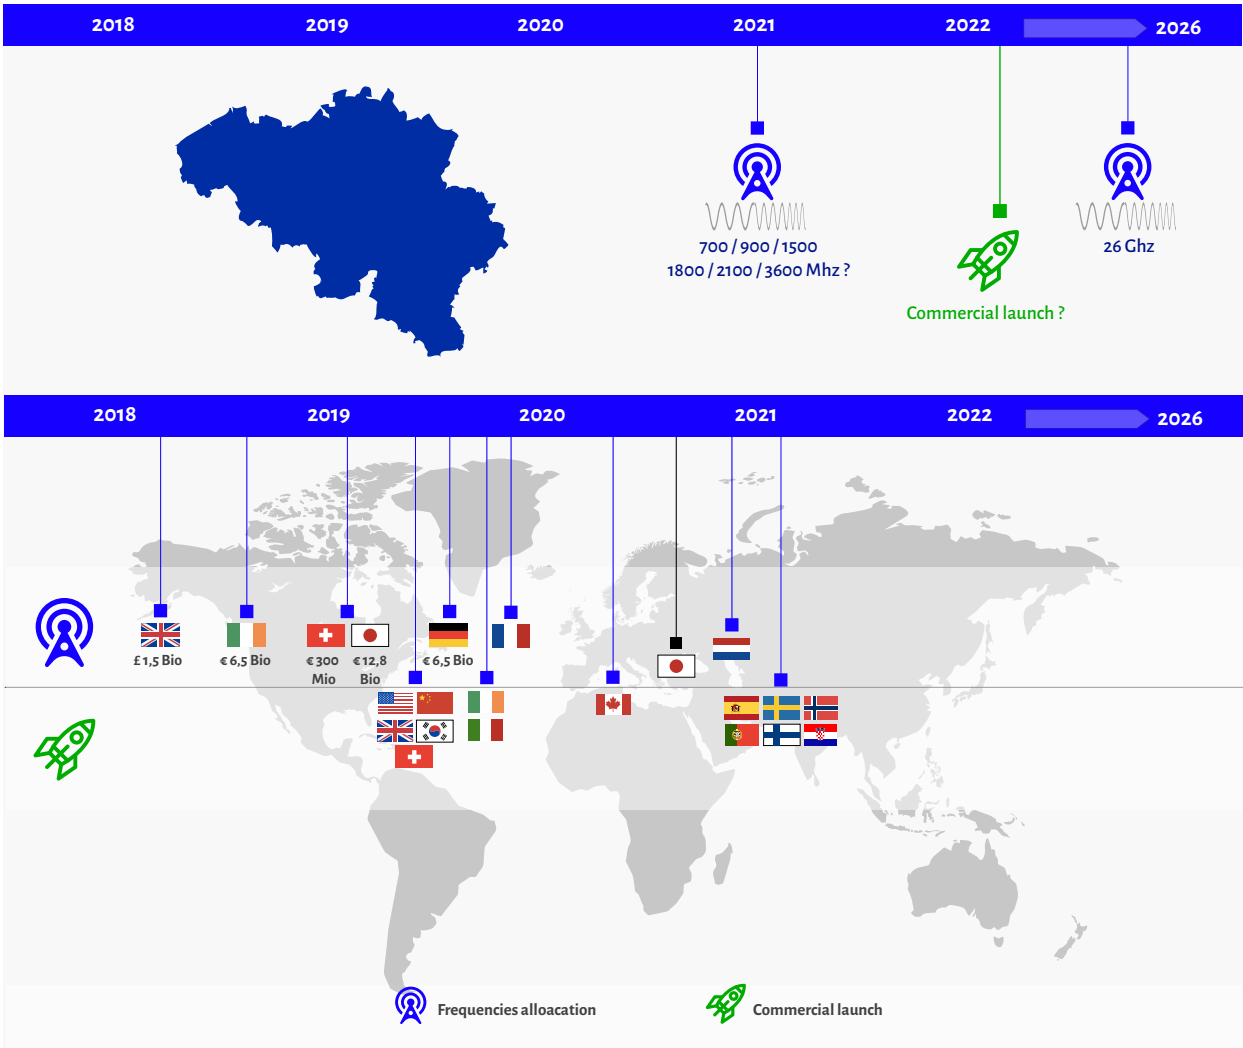 2018 2019 2020 2021 2022 2026
700 / 900 / 1500
1800 / 2100 / 3600 Mhz ?
26 Ghz
Commercial launch ?
2018 2019 2020 2021 2022 2026
£ 1,5 Bio
€ 6,5 Bio
€ 300
Mio
€ 12,8
Bio
€ 6,5 Bio
Frequencies alloacation
Commercial launch